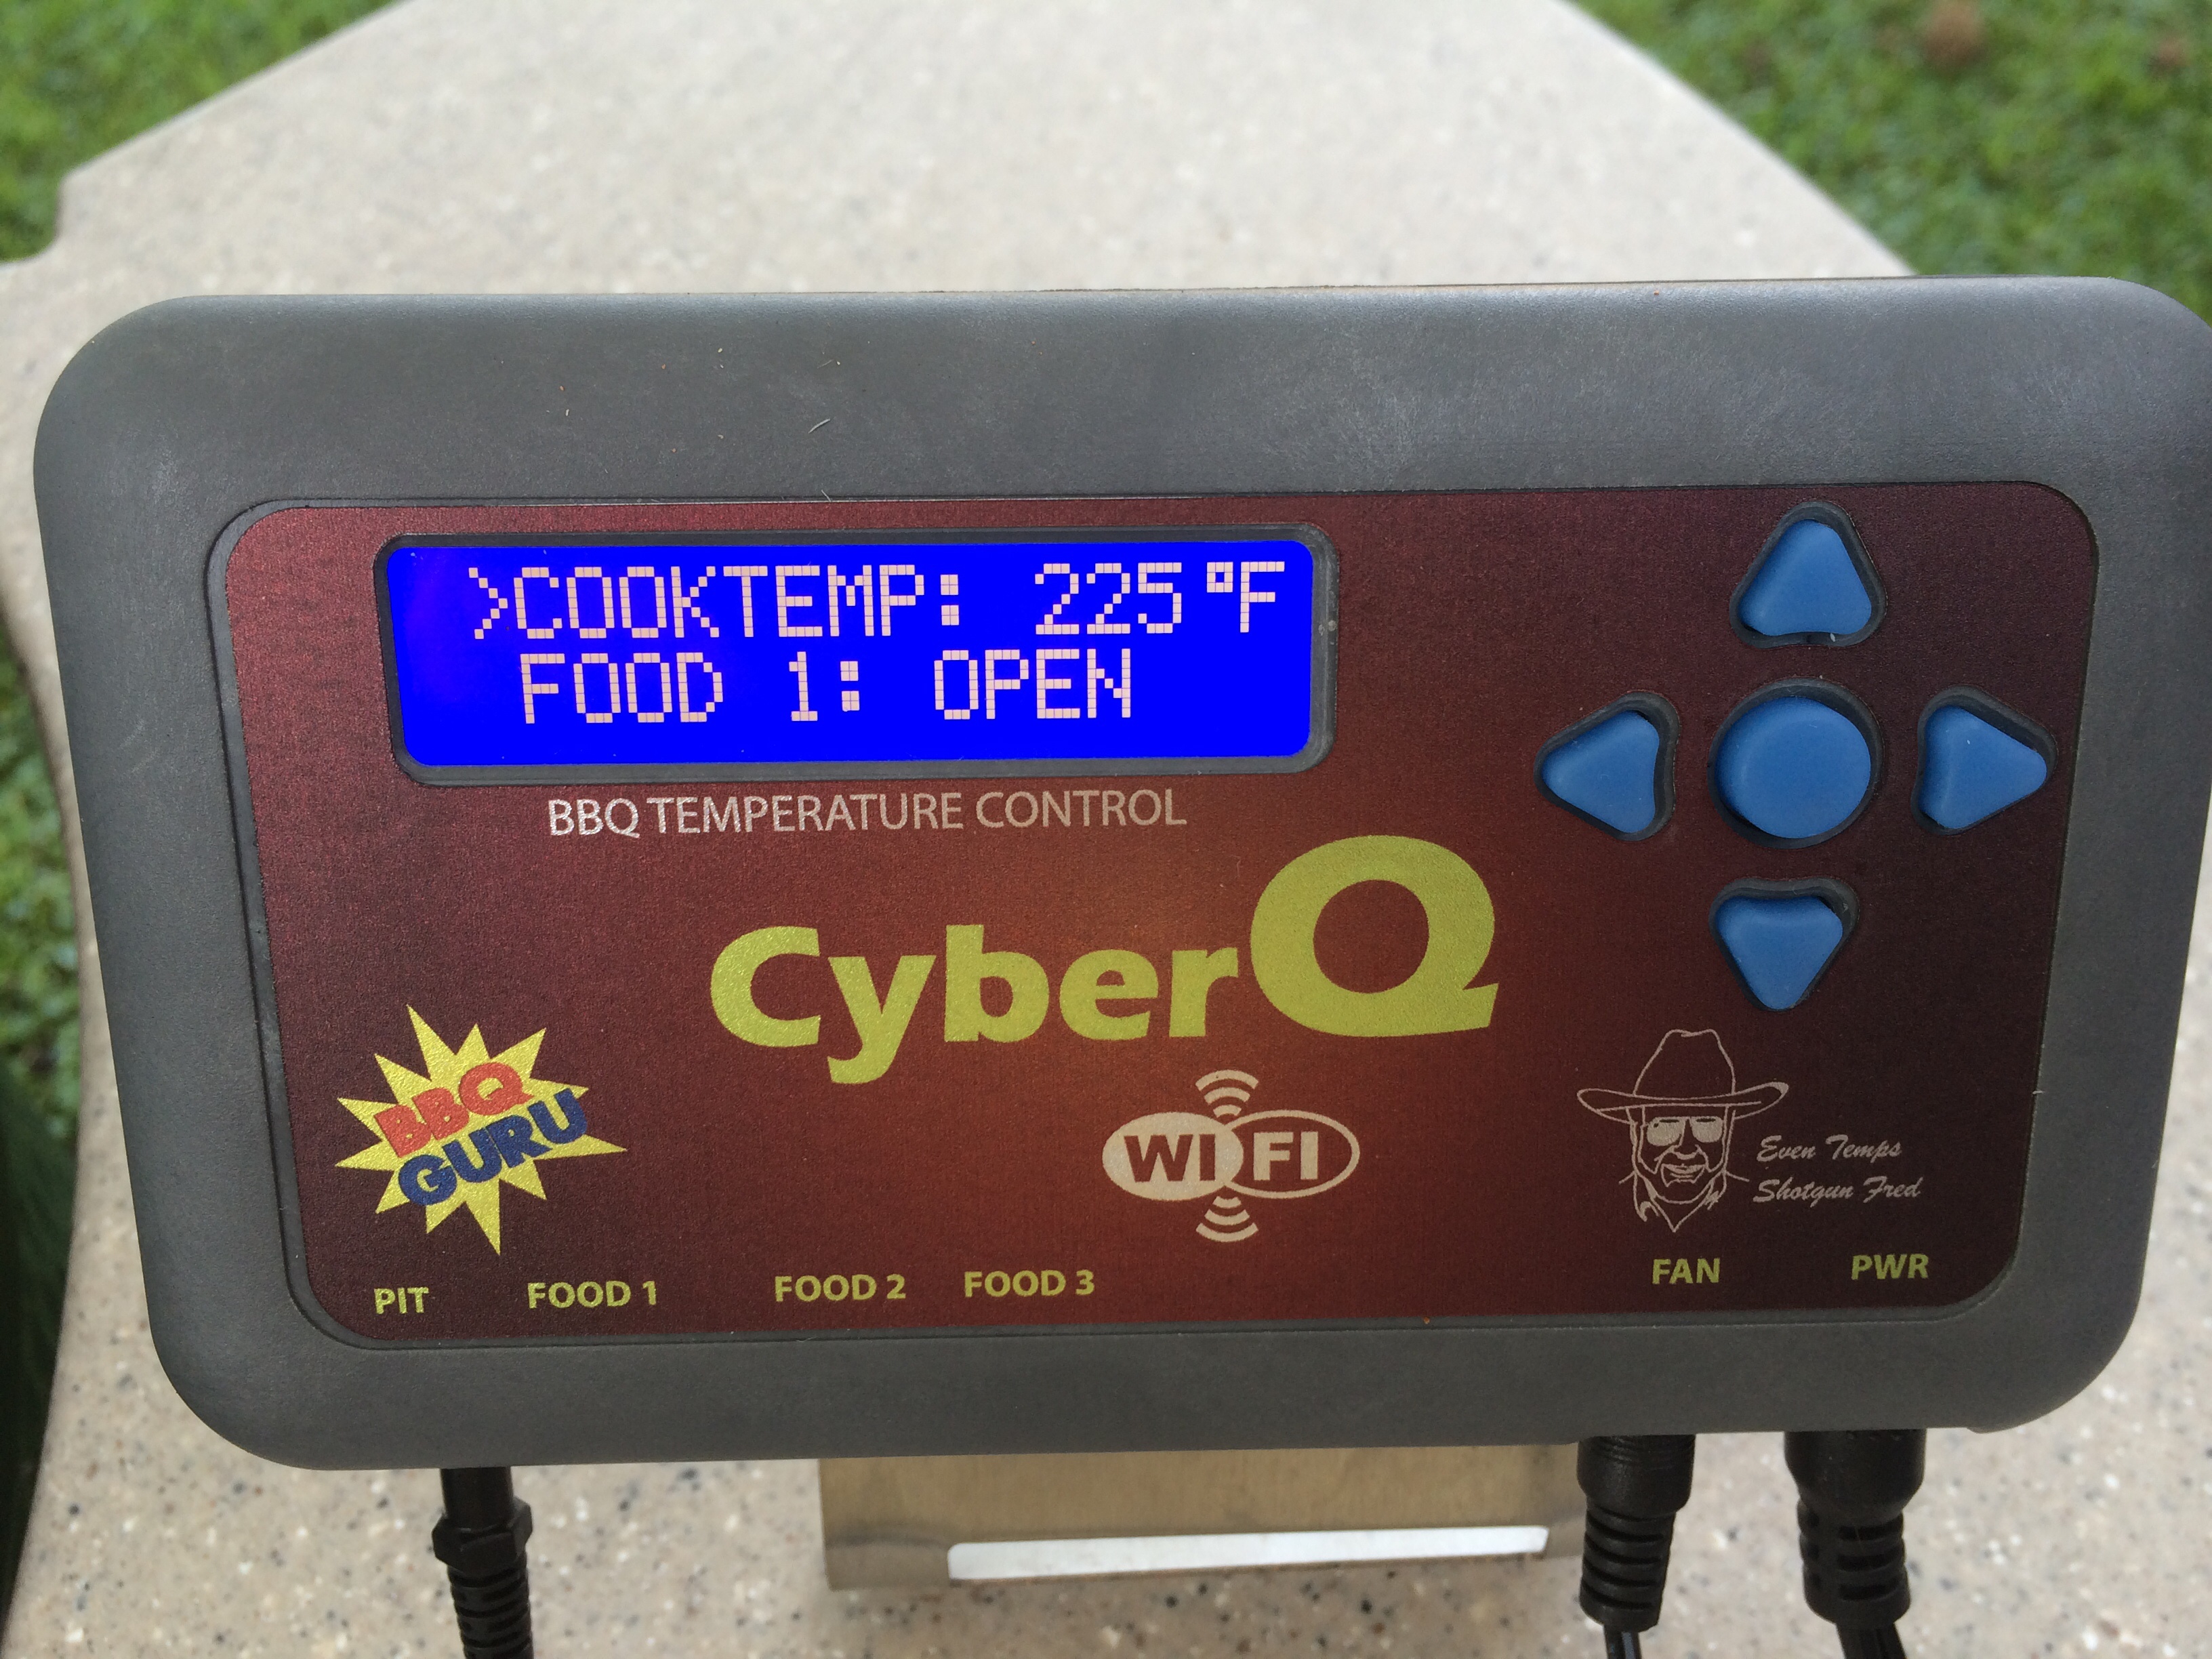 >COOKTEMP: 225°F
FOOD 1: OPEN
BBQ TEMPERATURE CONTROL
CyberQ
BBQ
GURU
WI FI
Even Temps
Shotgun Fred
PIT FOOD 1 FOOD 2 FOOD 3 FAN PWR